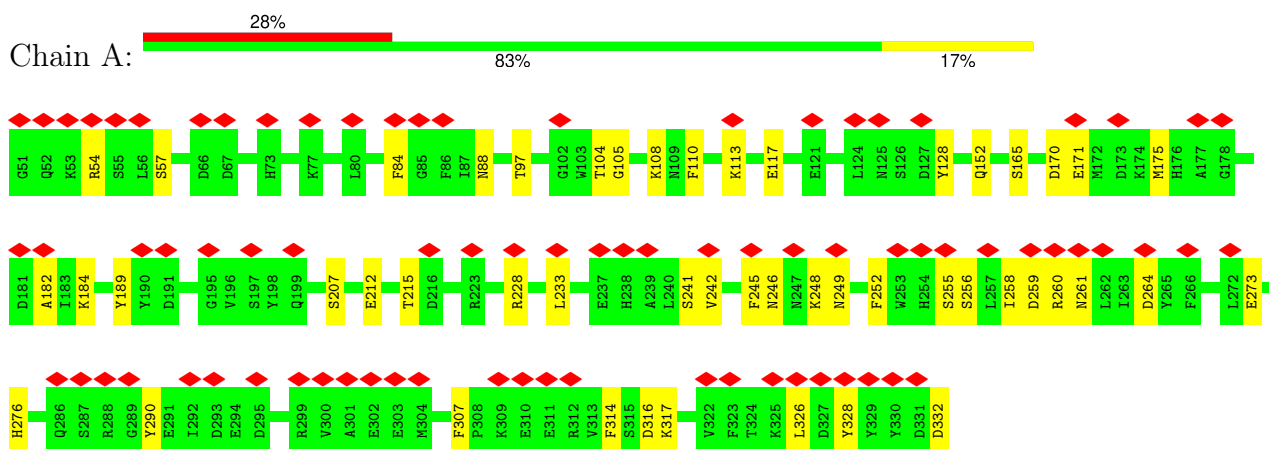 28%
Chain A:
83% 17%
G51 Q52 K53 R54 S55 L56 S57 D66 D67 H73 K77 L80 F84 G85 F86 I87 N88 T97 G102 W103 T104 G105 K108 N109 F110 K113 E117 E121 L124 N125 S126 D127 Y128 Q152 S165 D170 E171 M172 D173 K174 M175 H176 A177 G178
D181 A182 I183 K184 Y189 Y190 D191 G195 V196 S197 Y198 Q199 S207 E212 T215 D216 R223 R228 L233 E237 H238 A239 L240 S241 V242 F245 N246 N247 K248 N249 F252 W253 H254 S255 S256 L257 I258 D259 R260 N261 L262 I263 D264 Y265 F266 L272 E273
H276 Q286 S287 R288 G289 Y290 E291 I292 D293 E294 D295 R299 V300 A301 E302 E303 M304 F307 P308 K309 E310 E311 R312 V313 F314 S315 D316 K317 V322 F323 T324 K325 L326 D327 Y328 Y329 Y330 D331 D332